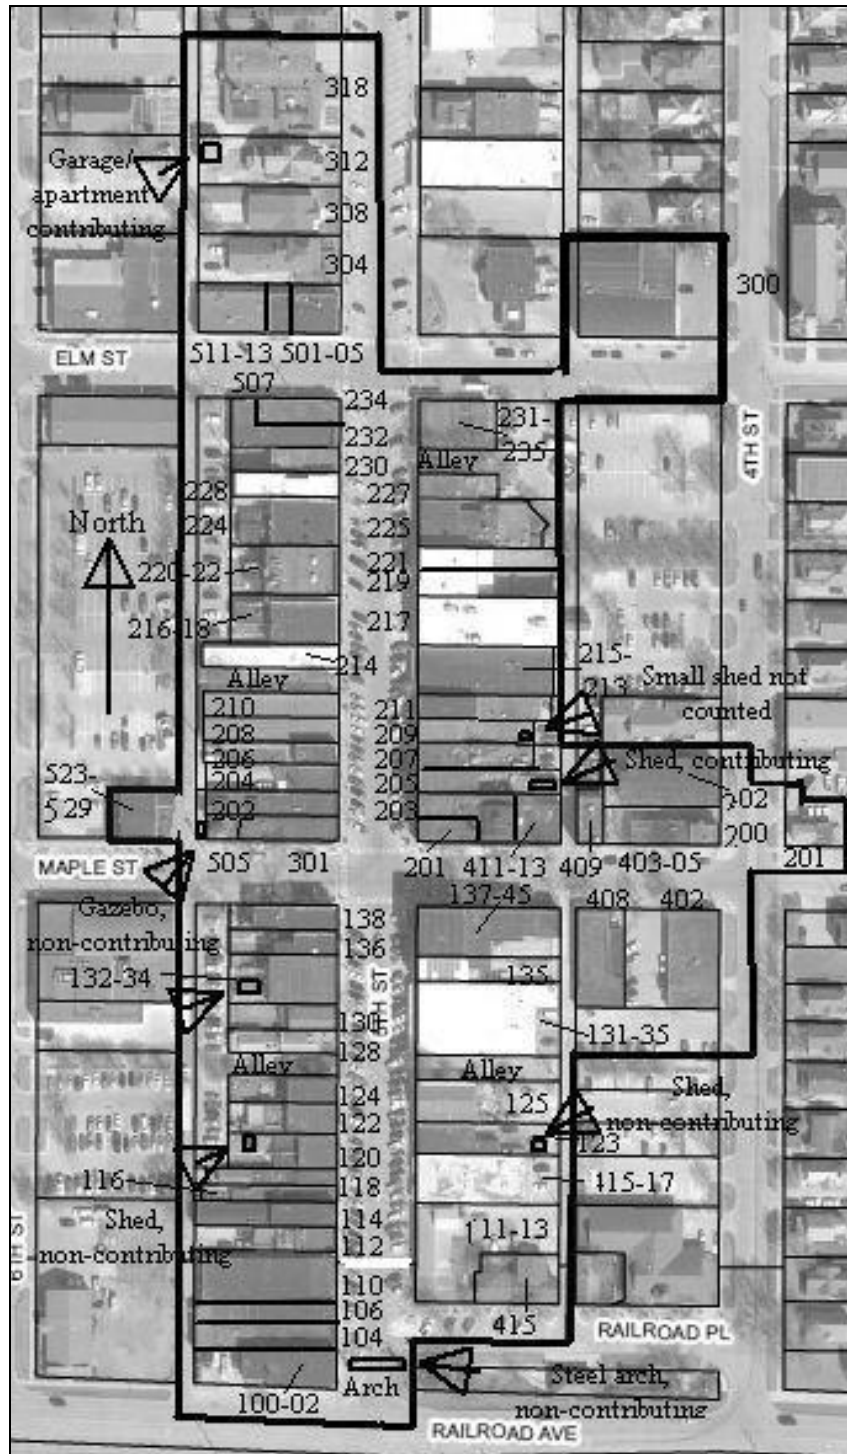 318
Garage/
312
apartment
contributing
308
304
300
511-13 501-05
ELM ST
507
234
231-
235
232
Alley
230
4TH ST
228
227
North
224
225
220-22
221
219
216-18
217
214
215-
213
Alley
Small shed not
counted
210
211
208
209
206
207
Shed, contributing
523-
529
204
205
202
203
200
505
301
201
411-13
409
403-05
201
MAPLE ST
137-45
408
402
Gazebo,
non-contributing
138
136
132-34
135
5TH ST
130
131-35
128
Alley
Alley
124
125
Shed,
non-contributing
122
123
120
116
118
115-17
Shed,
non-contributing
114
111-13
112
6TH ST
110
106
415
RAILROAD PL
104
Arch
Steel arch,
non-contributing
100-02
RAILROAD AVE